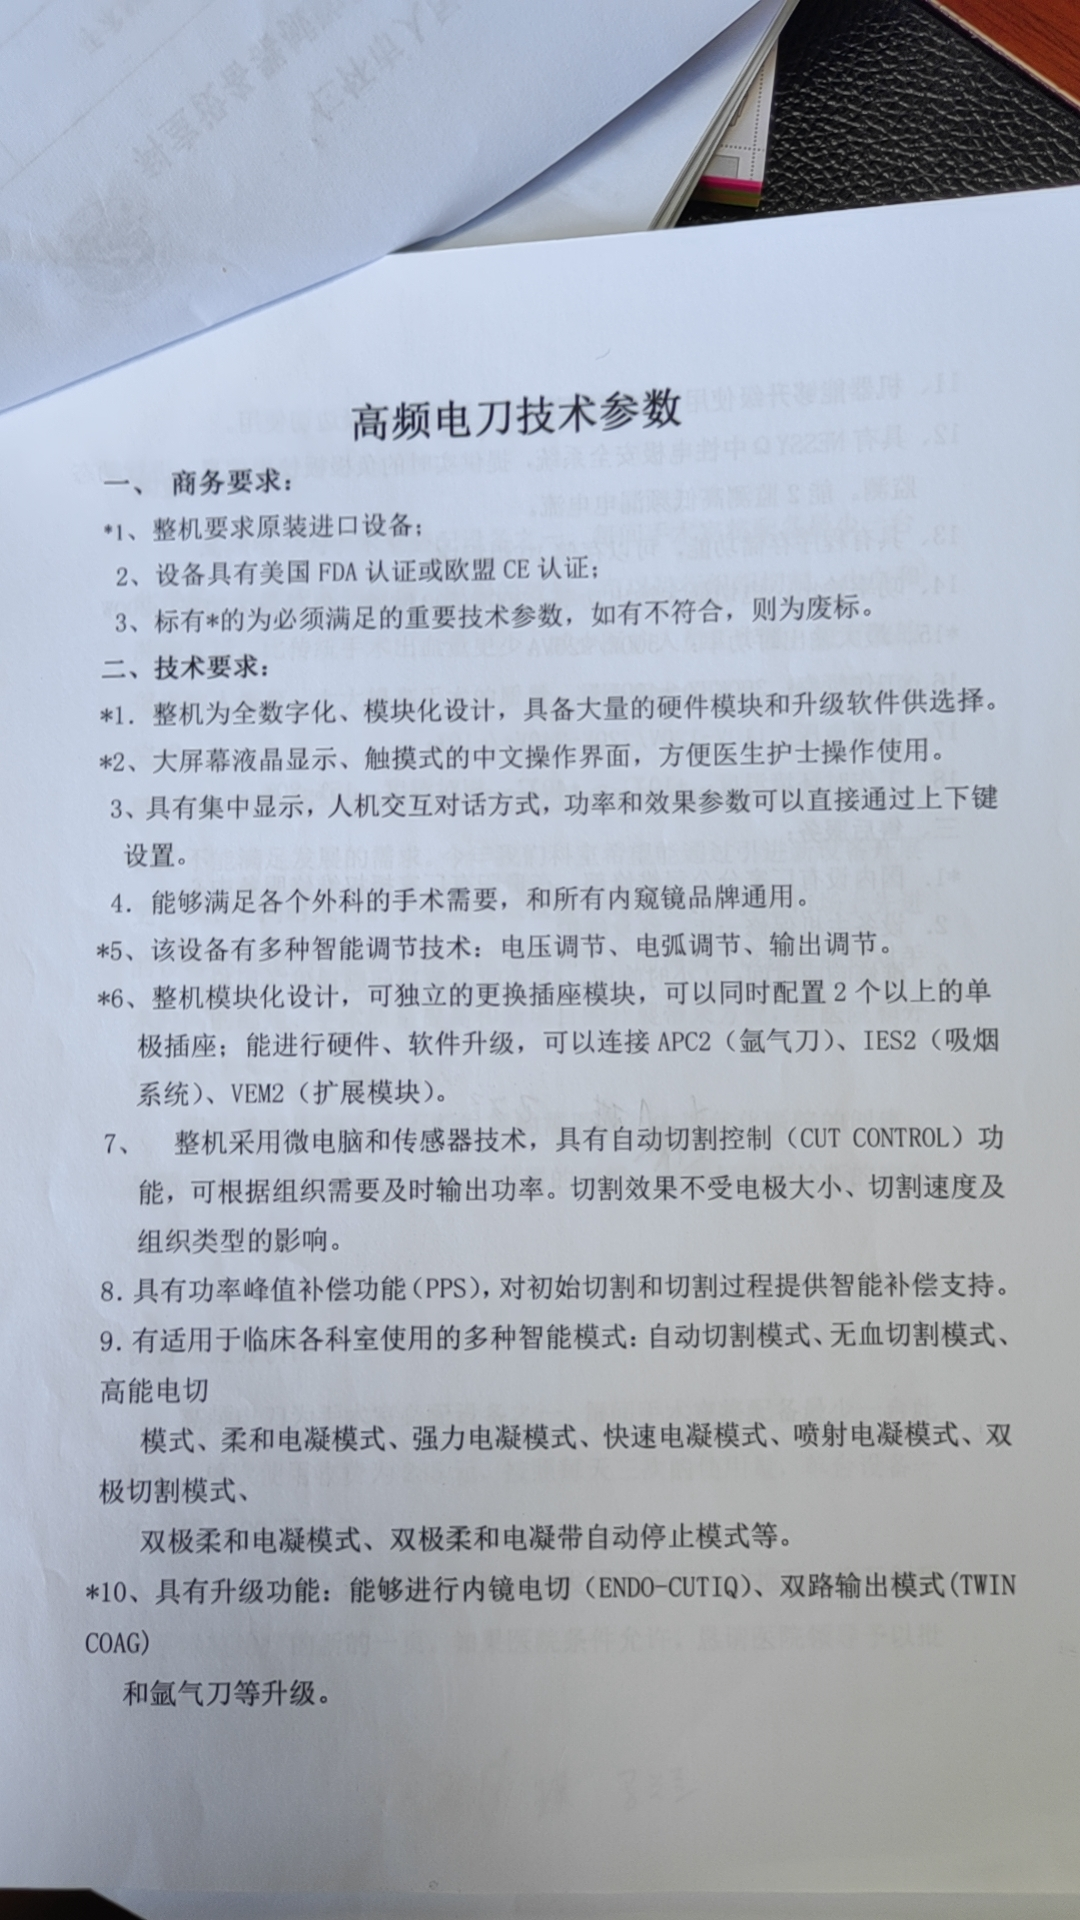 高频电刀技术参数
一、 商务要求：
*1、整机要求原装进口设备；
2、设备具有美国 FDA 认证或欧盟 CE 认证；
3、标有*的为必须满足的重要技术参数，如有不符合，则为废标。
二、技术要求：
*1．整机为全数字化、模块化设计，具备大量的硬件模块和升级软件供选择。
*2、大屏幕液晶显示、触摸式的中文操作界面，方便医生护士操作使用。
3、具有集中显示，人机交互对话方式，功率和效果参数可以直接通过上下键
设置。
4．能够满足各个外科的手术需要，和所有内窥镜品牌通用。
*5、该设备有多种智能调节技术：电压调节、电弧调节、输出调节。
*6、整机模块化设计，可独立的更换插座模块，可以同时配置 2 个以上的单
极插座；能进行硬件、软件升级，可以连接 APC2（氩气刀）、IES2（吸烟
系统）、VEM2（扩展模块）。
7、 整机采用微电脑和传感器技术，具有自动切割控制（CUT CONTROL）功
能，可根据组织需要及时输出功率。切割效果不受电极大小、切割速度及
组织类型的影响。
8．具有功率峰值补偿功能(PPS)，对初始切割和切割过程提供智能补偿支持。
9．有适用于临床各科室使用的多种智能模式：自动切割模式、无血切割模式、
高能电切
模式、柔和电凝模式、强力电凝模式、快速电凝模式、喷射电凝模式、双
极切割模式、
双极柔和电凝模式、双极柔和电凝带自动停止模式等。
*10、具有升级功能：能够进行内镜电切（ENDO-CUTIQ）、双路输出模式(TWIN
COAG)
和氩气刀等升级。